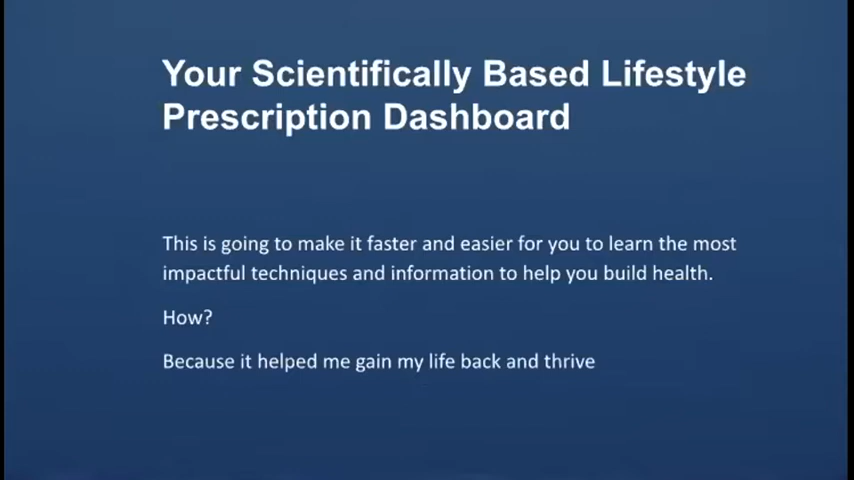 Your Scientifically Based Lifestyle
Prescription Dashboard
This is going to make it faster and easier for you to learn the most
impactful techniques and information to help you build health.
How?
Because it helped me gain my life back and thrive